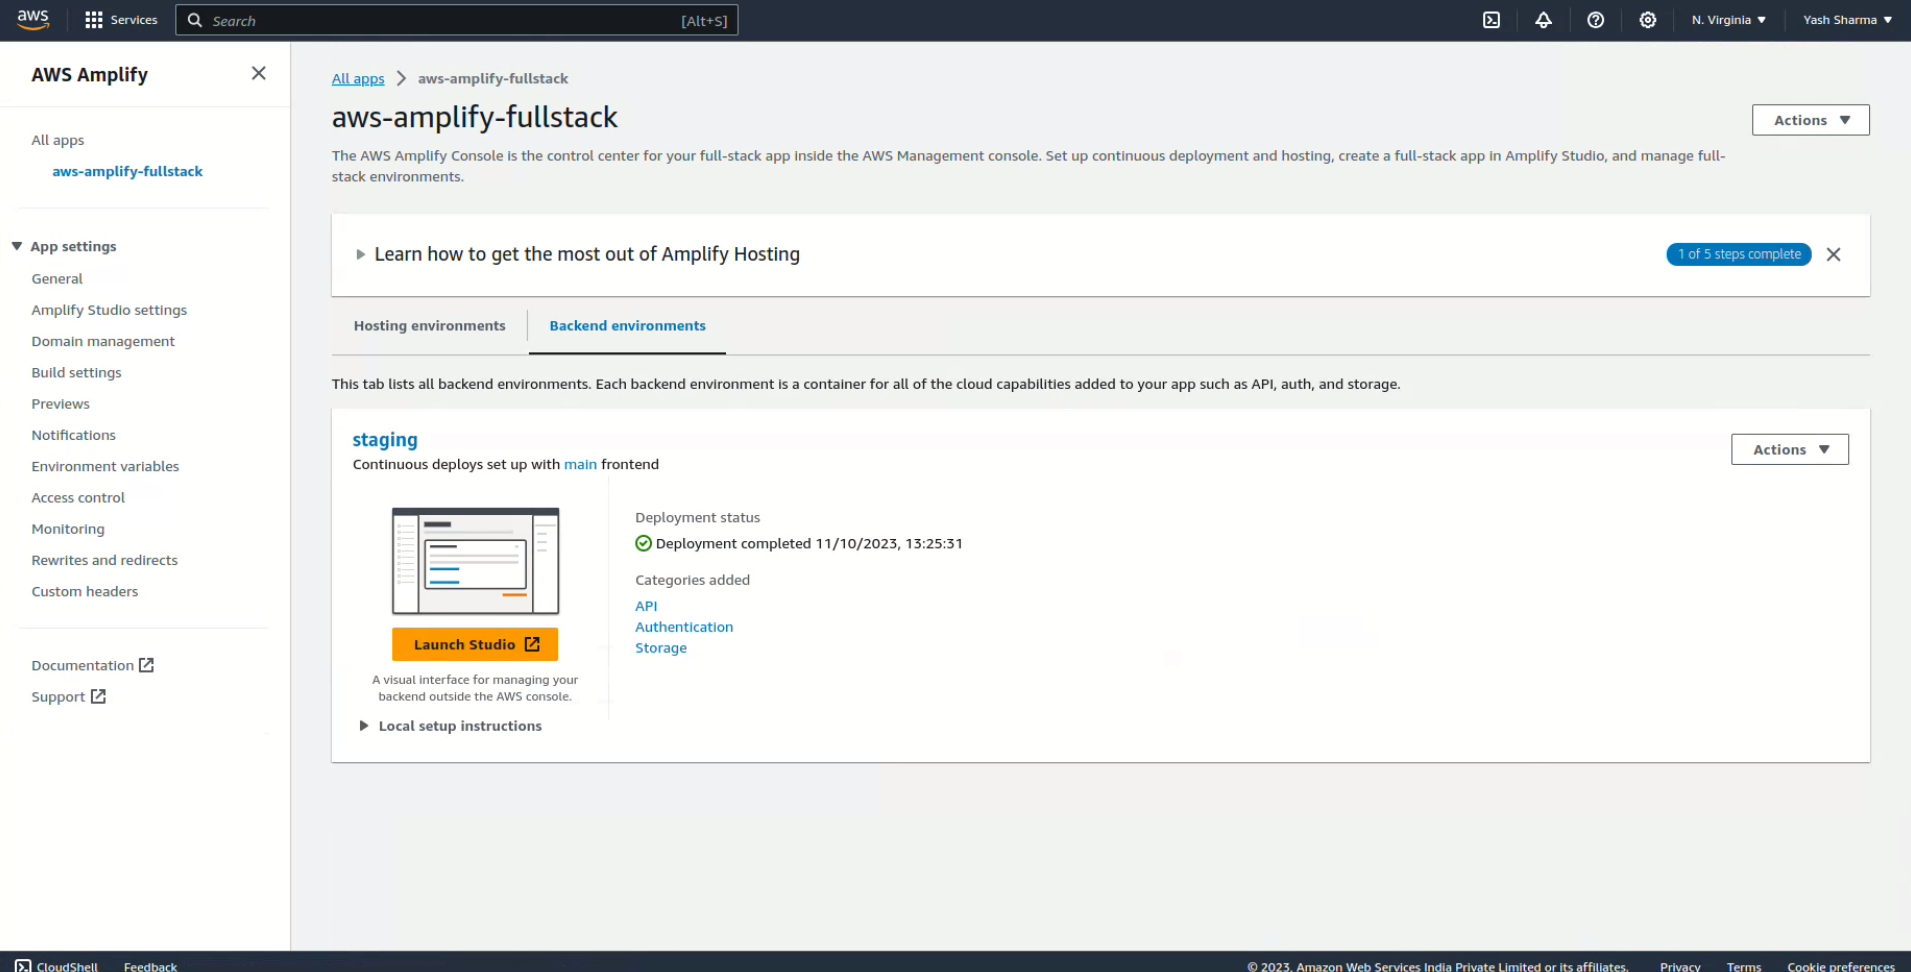 aws
Services
Search
[Alt+S]
N. Virginia
Yash Sharma
AWS Amplify
All apps
aws-amplify-fullstack
App settings
General
Amplify Studio settings
Domain management
Build settings
Previews
Notifications
Environment variables
Access control
Monitoring
Rewrites and redirects
Custom headers
Documentation
Support
All apps
aws-amplify-fullstack
aws-amplify-fullstack
Actions
The AWS Amplify Console is the control center for your full-stack app inside the AWS Management console. Set up continuous deployment and hosting, create a full-stack app in Amplify Studio, and manage full-
stack environments.
Learn how to get the most out of Amplify Hosting
1 of 5 steps complete
Hosting environments
Backend environments
This tab lists all backend environments. Each backend environment is a container for all of the cloud capabilities added to your app such as API, auth, and storage.
staging
Actions
Continuous deploys set up with main frontend
Launch Studio
A visual interface for managing your
backend outside the AWS console.
Local setup instructions
Deployment status
Deployment completed 11/10/2023, 13:25:31
Categories added
API
Authentication
Storage
CloudShell
Feedback
© 2023, Amazon Web Services India Private Limited or its affiliates.
Privacy
Terms
Cookie preferences